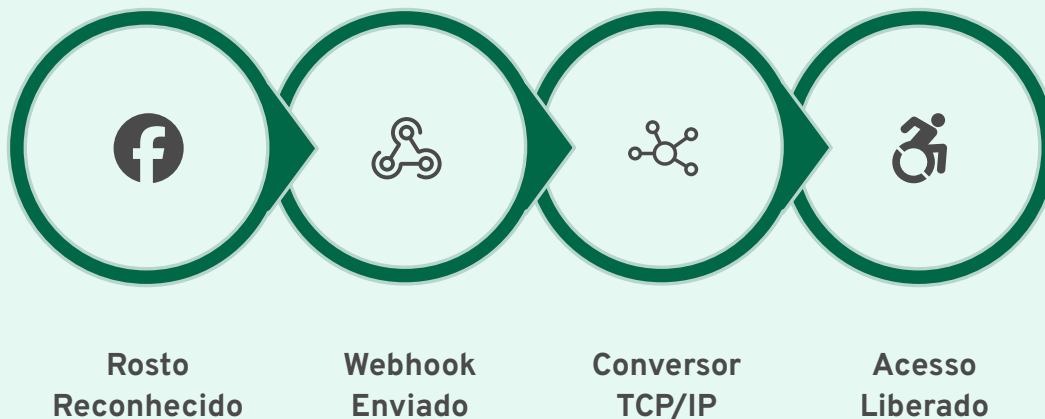 Rosto
Reconhecido
Webhook
Enviado
Conversor
TCP/IP
Acesso
Liberado